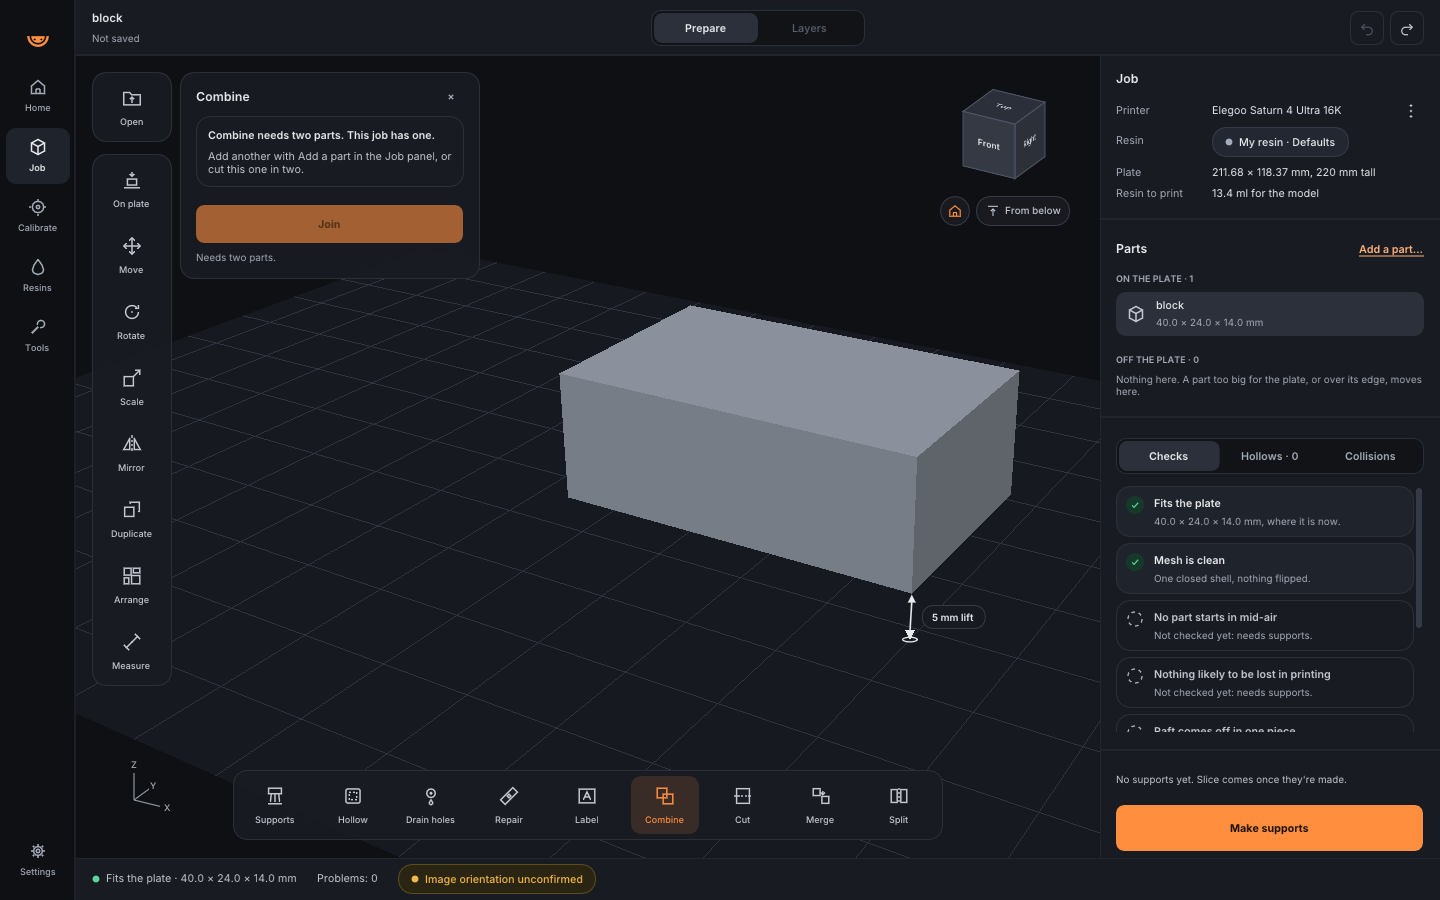 block
Not saved
Prepare
Layers
Home
Job
Calibrate
Resins
Tools
Settings
Open
On plate
Move
Rotate
Scale
Mirror
Duplicate
Arrange
Measure
Combine
×
Combine needs two parts. This job has one.
Add another with Add a part in the Job panel, or
cut this one in two.
Join
Needs two parts.
Top
Front
Right
From below
5 mm lift
Z
Y
X
Supports
Hollow
Drain holes
Repair
Label
Combine
Cut
Merge
Split
Job
Printer
Elegoo Saturn 4 Ultra 16K
Resin
My resin · Defaults
Plate
211.68 × 118.37 mm, 220 mm tall
Resin to print
13.4 ml for the model
Parts
Add a part...
ON THE PLATE · 1
block
40.0 × 24.0 × 14.0 mm
OFF THE PLATE · 0
Nothing here. A part too big for the plate, or over its edge, moves
here.
Checks
Hollows · 0
Collisions
Fits the plate
40.0 × 24.0 × 14.0 mm, where it is now.
Mesh is clean
One closed shell, nothing flipped.
No part starts in mid-air
Not checked yet: needs supports.
Nothing likely to be lost in printing
Not checked yet: needs supports.
Raft comes off in one piece
No supports yet. Slice comes once they're made.
Make supports
Fits the plate · 40.0 × 24.0 × 14.0 mm
Problems: 0
Image orientation unconfirmed